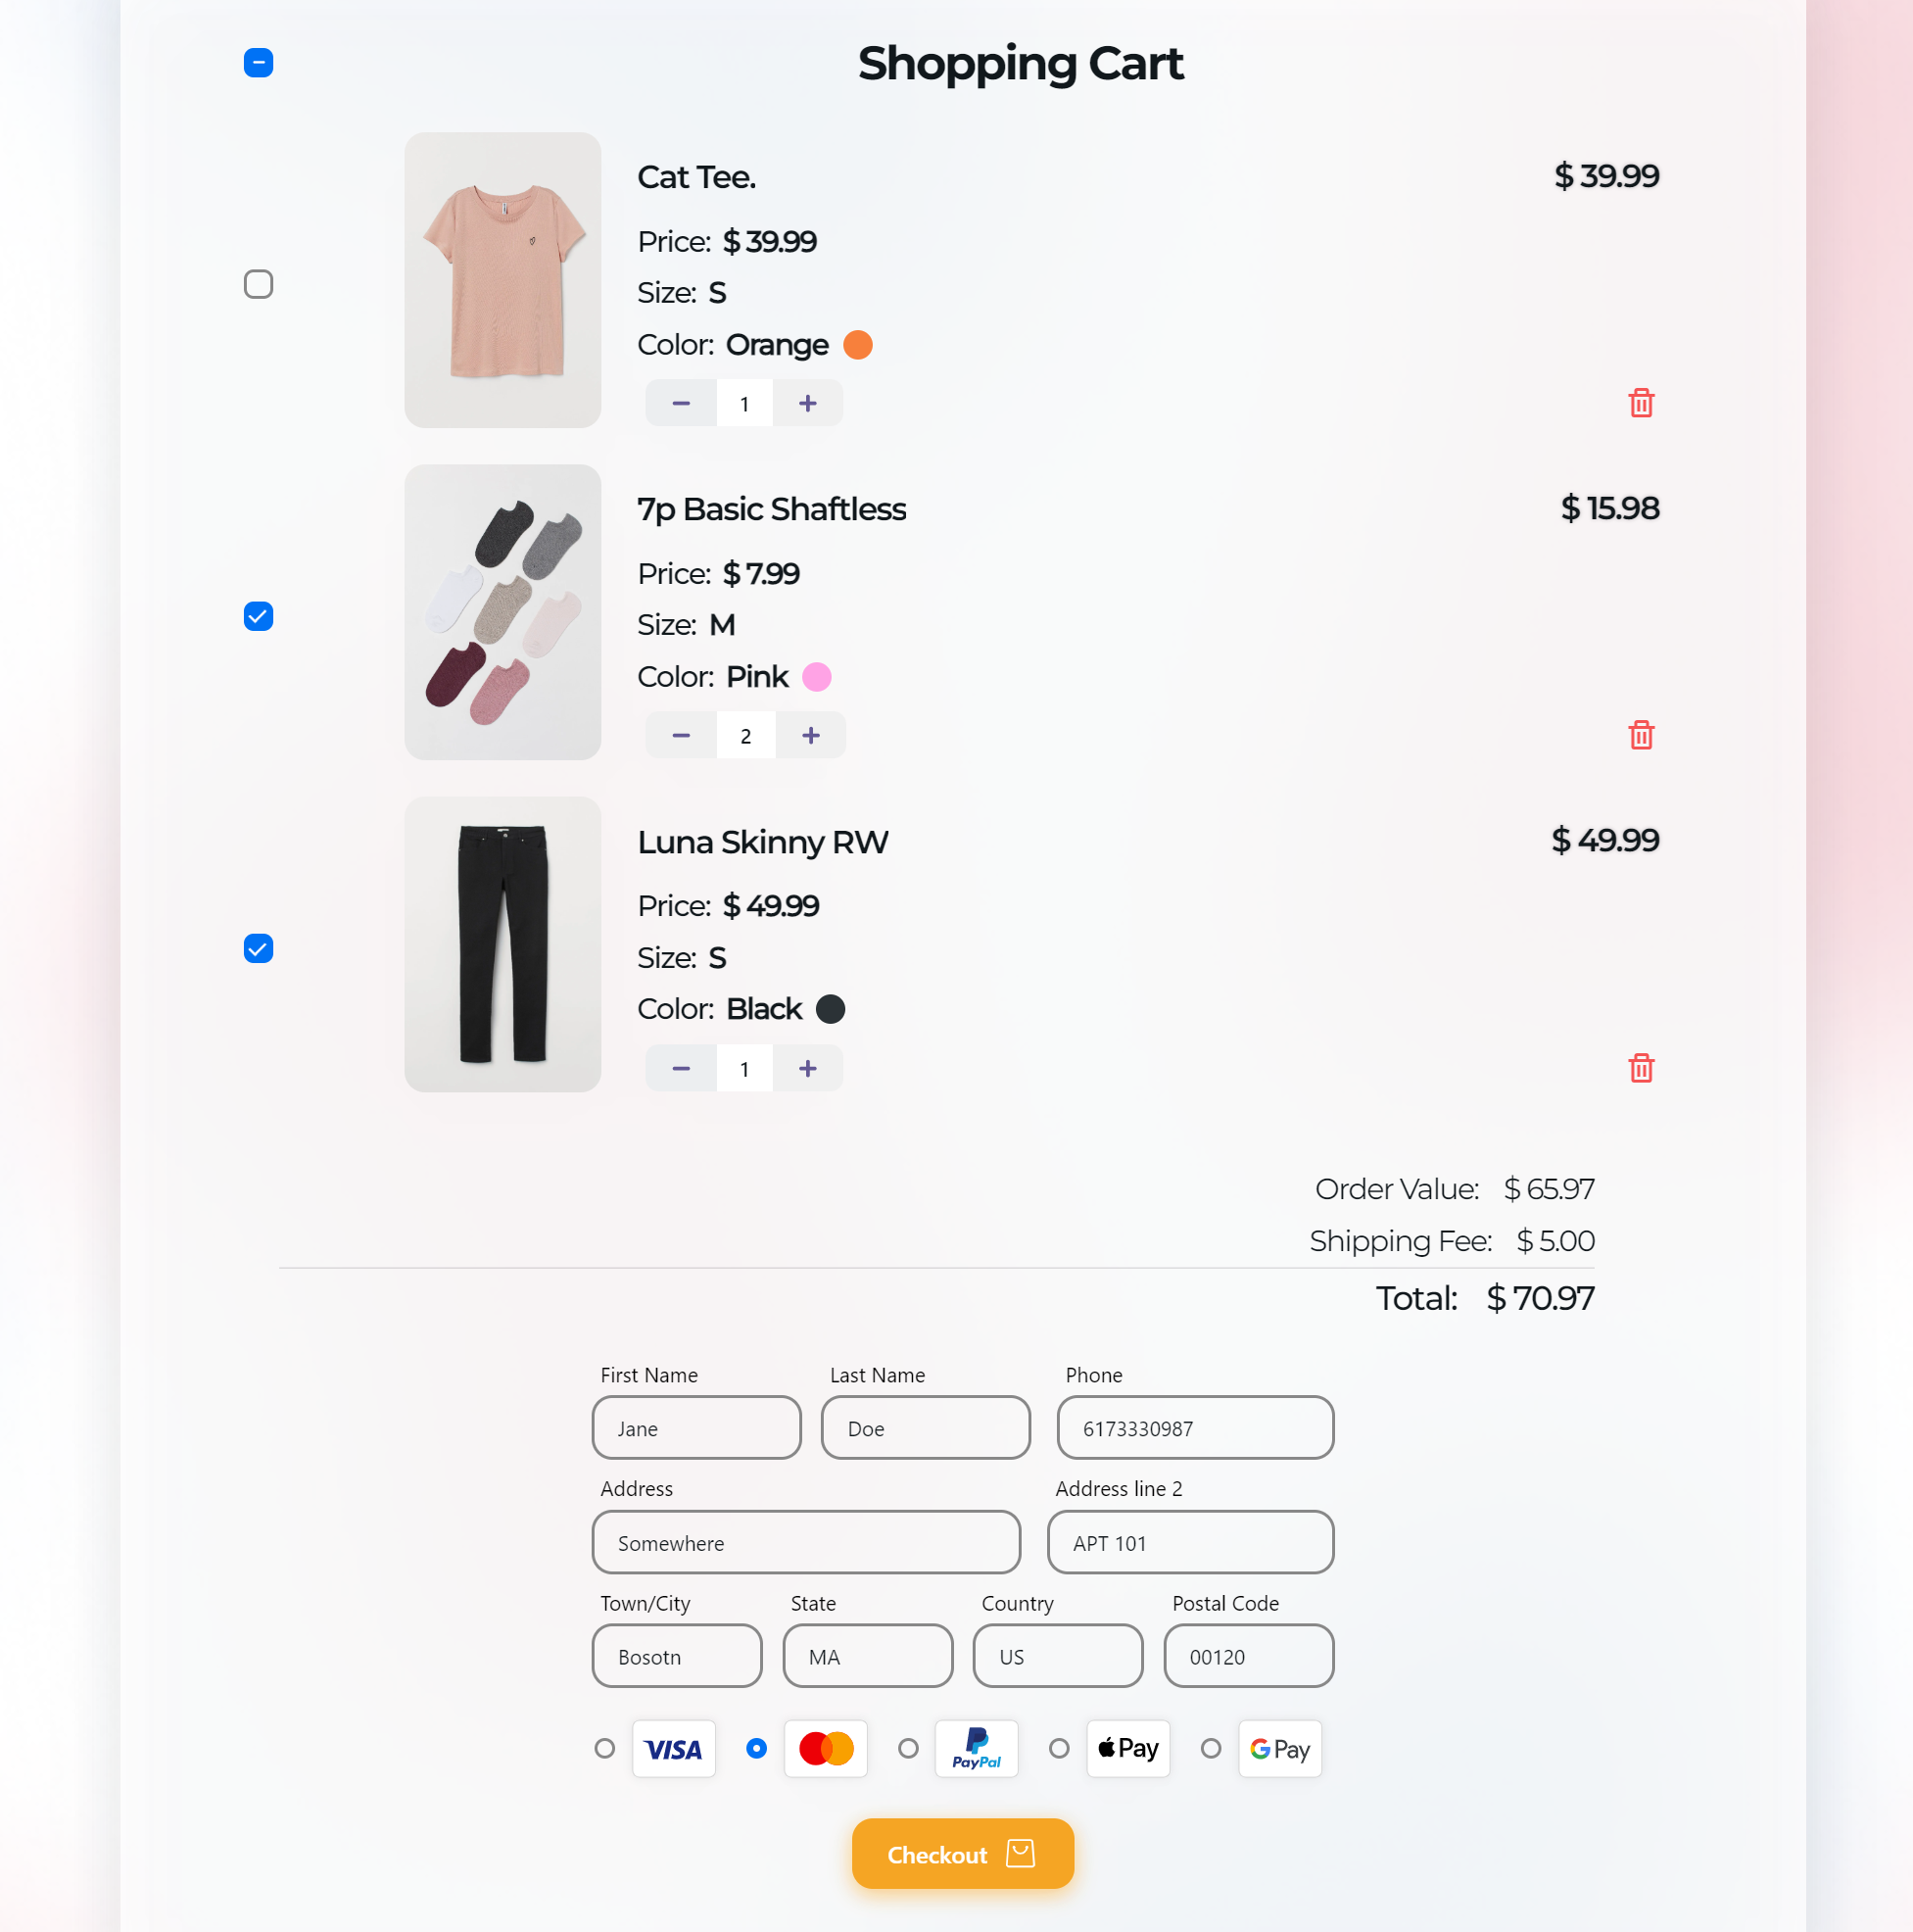 Shopping Cart
Cat Tee.
$ 39.99
Price: $ 39.99
Size: S
Color: Orange
1
7p Basic Shaftless
$ 15.98
Price: $ 7.99
Size: M
Color: Pink
2
Luna Skinny RW
$ 49.99
Price: $ 49.99
Size: S
Color: Black
1
Order Value: $ 65.97
Shipping Fee: $ 5.00
Total: $ 70.97
First Name Last Name Phone
Jane Doe 6173330987
Address Address line 2
Somewhere APT 101
Town/City State Country Postal Code
Bosotn MA US 00120
VISA PayPal Pay G Pay
Checkout